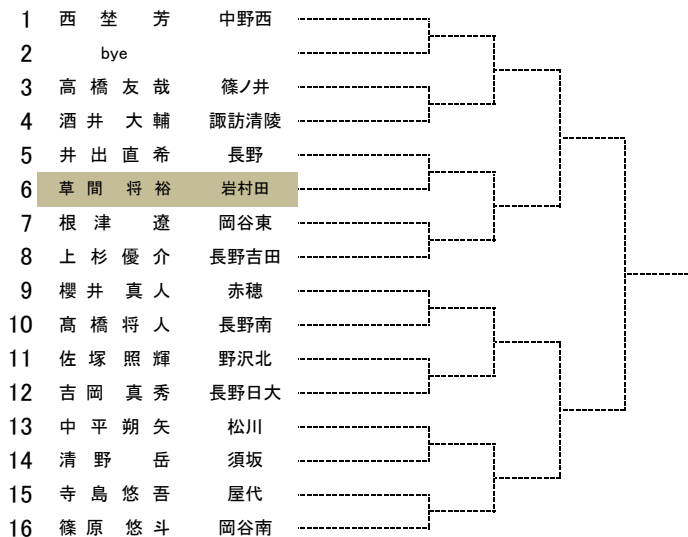 1 西 埜 芳 中野西
2 bye
3 高 橋 友 哉 篠ノ井
4 酒 井 大 輔 諏訪清陵
5 井 出 直 希 長野
6 草 間 将 裕 岩村田
7 根 津 遼 岡谷東
8 上 杉 優 介 長野吉田
9 櫻 井 真 人 赤穂
10 髙 橋 将 人 長野南
11 佐 塚 照 輝 野沢北
12 吉 岡 真 秀 長野日大
13 中 平 朔 矢 松川
14 清 野 岳 須坂
15 寺 島 悠 吾 屋代
16 篠 原 悠 斗 岡谷南